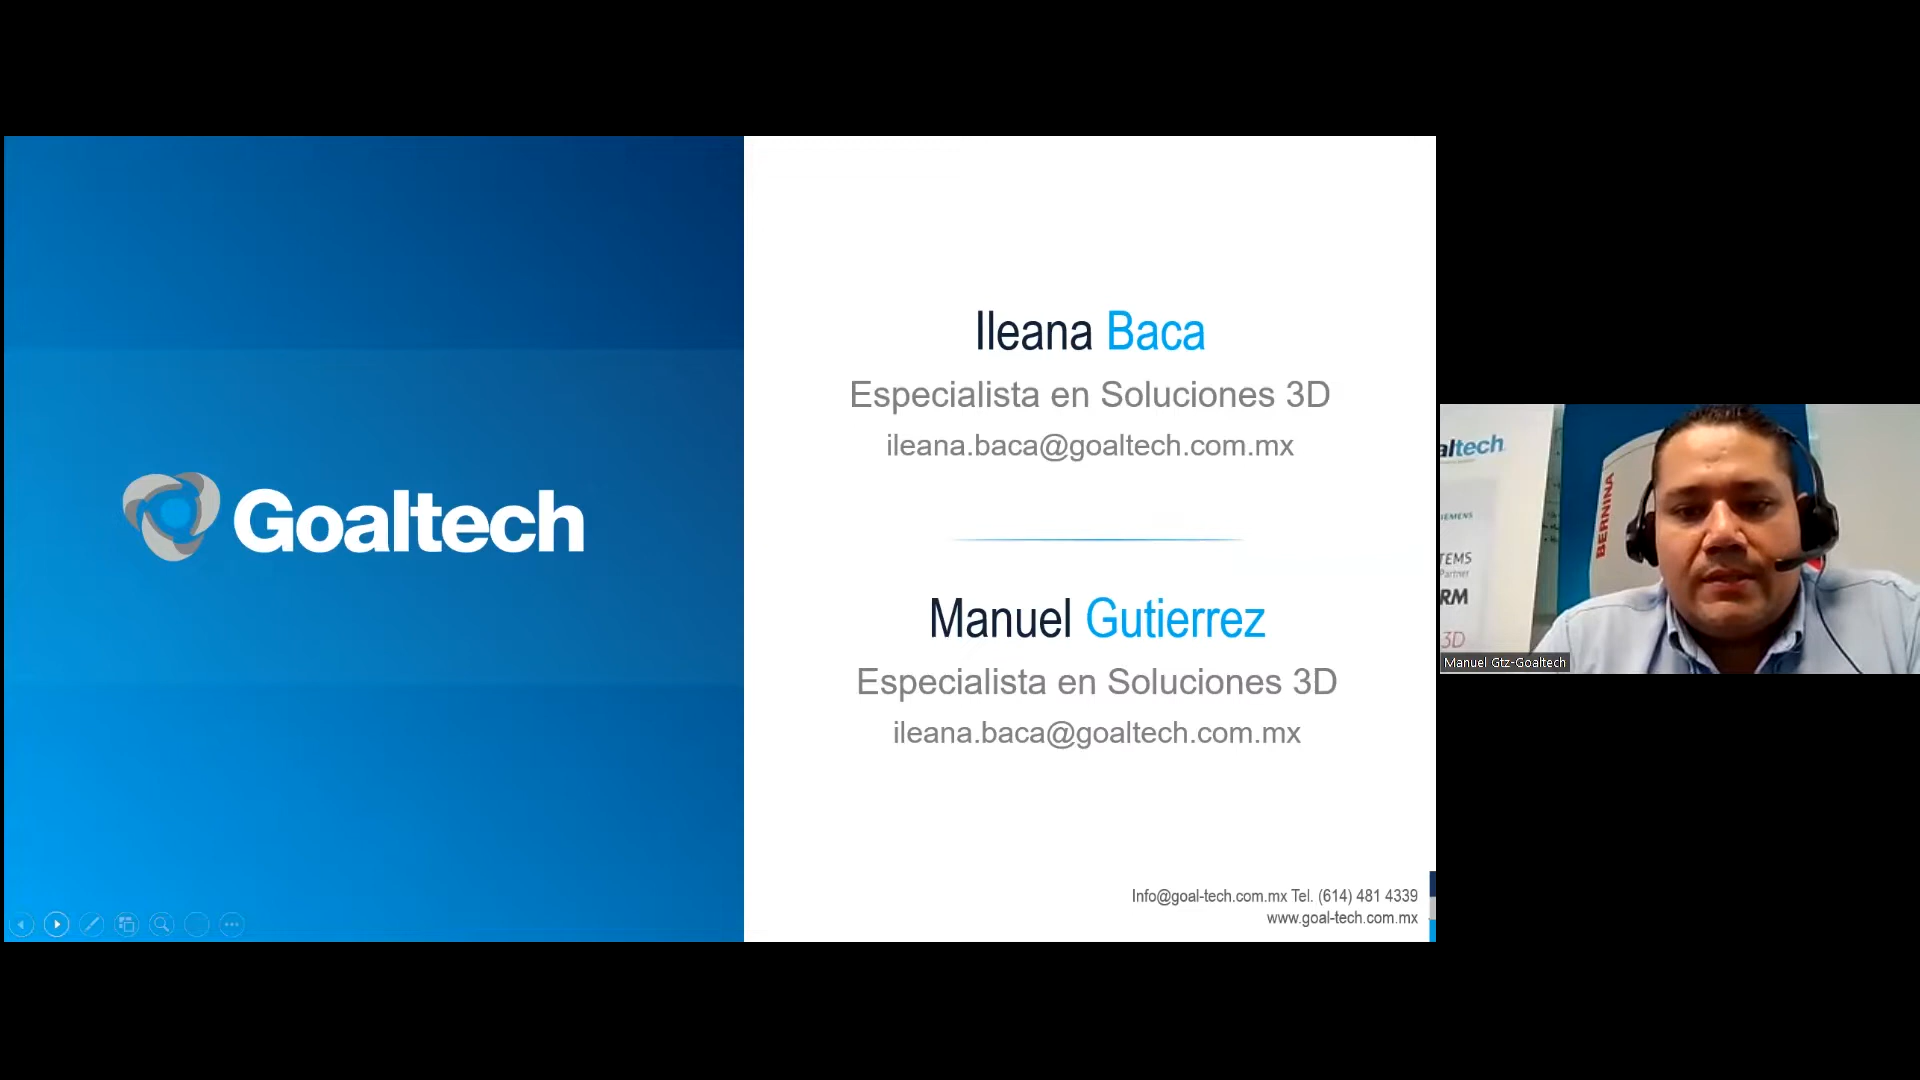 Goaltech
Ileana Baca
Especialista en Soluciones 3D
ileana.baca@goaltech.com.mx
Manuel Gutierrez
Especialista en Soluciones 3D
ileana.baca@goaltech.com.mx
Info@goal-tech.com.mx Tel. (614) 481 4339
www.goal-tech.com.mx
altech
BERNINA
IEMENS
TEMS
Partner
RM
3D
Manuel Gtz-Goaltech